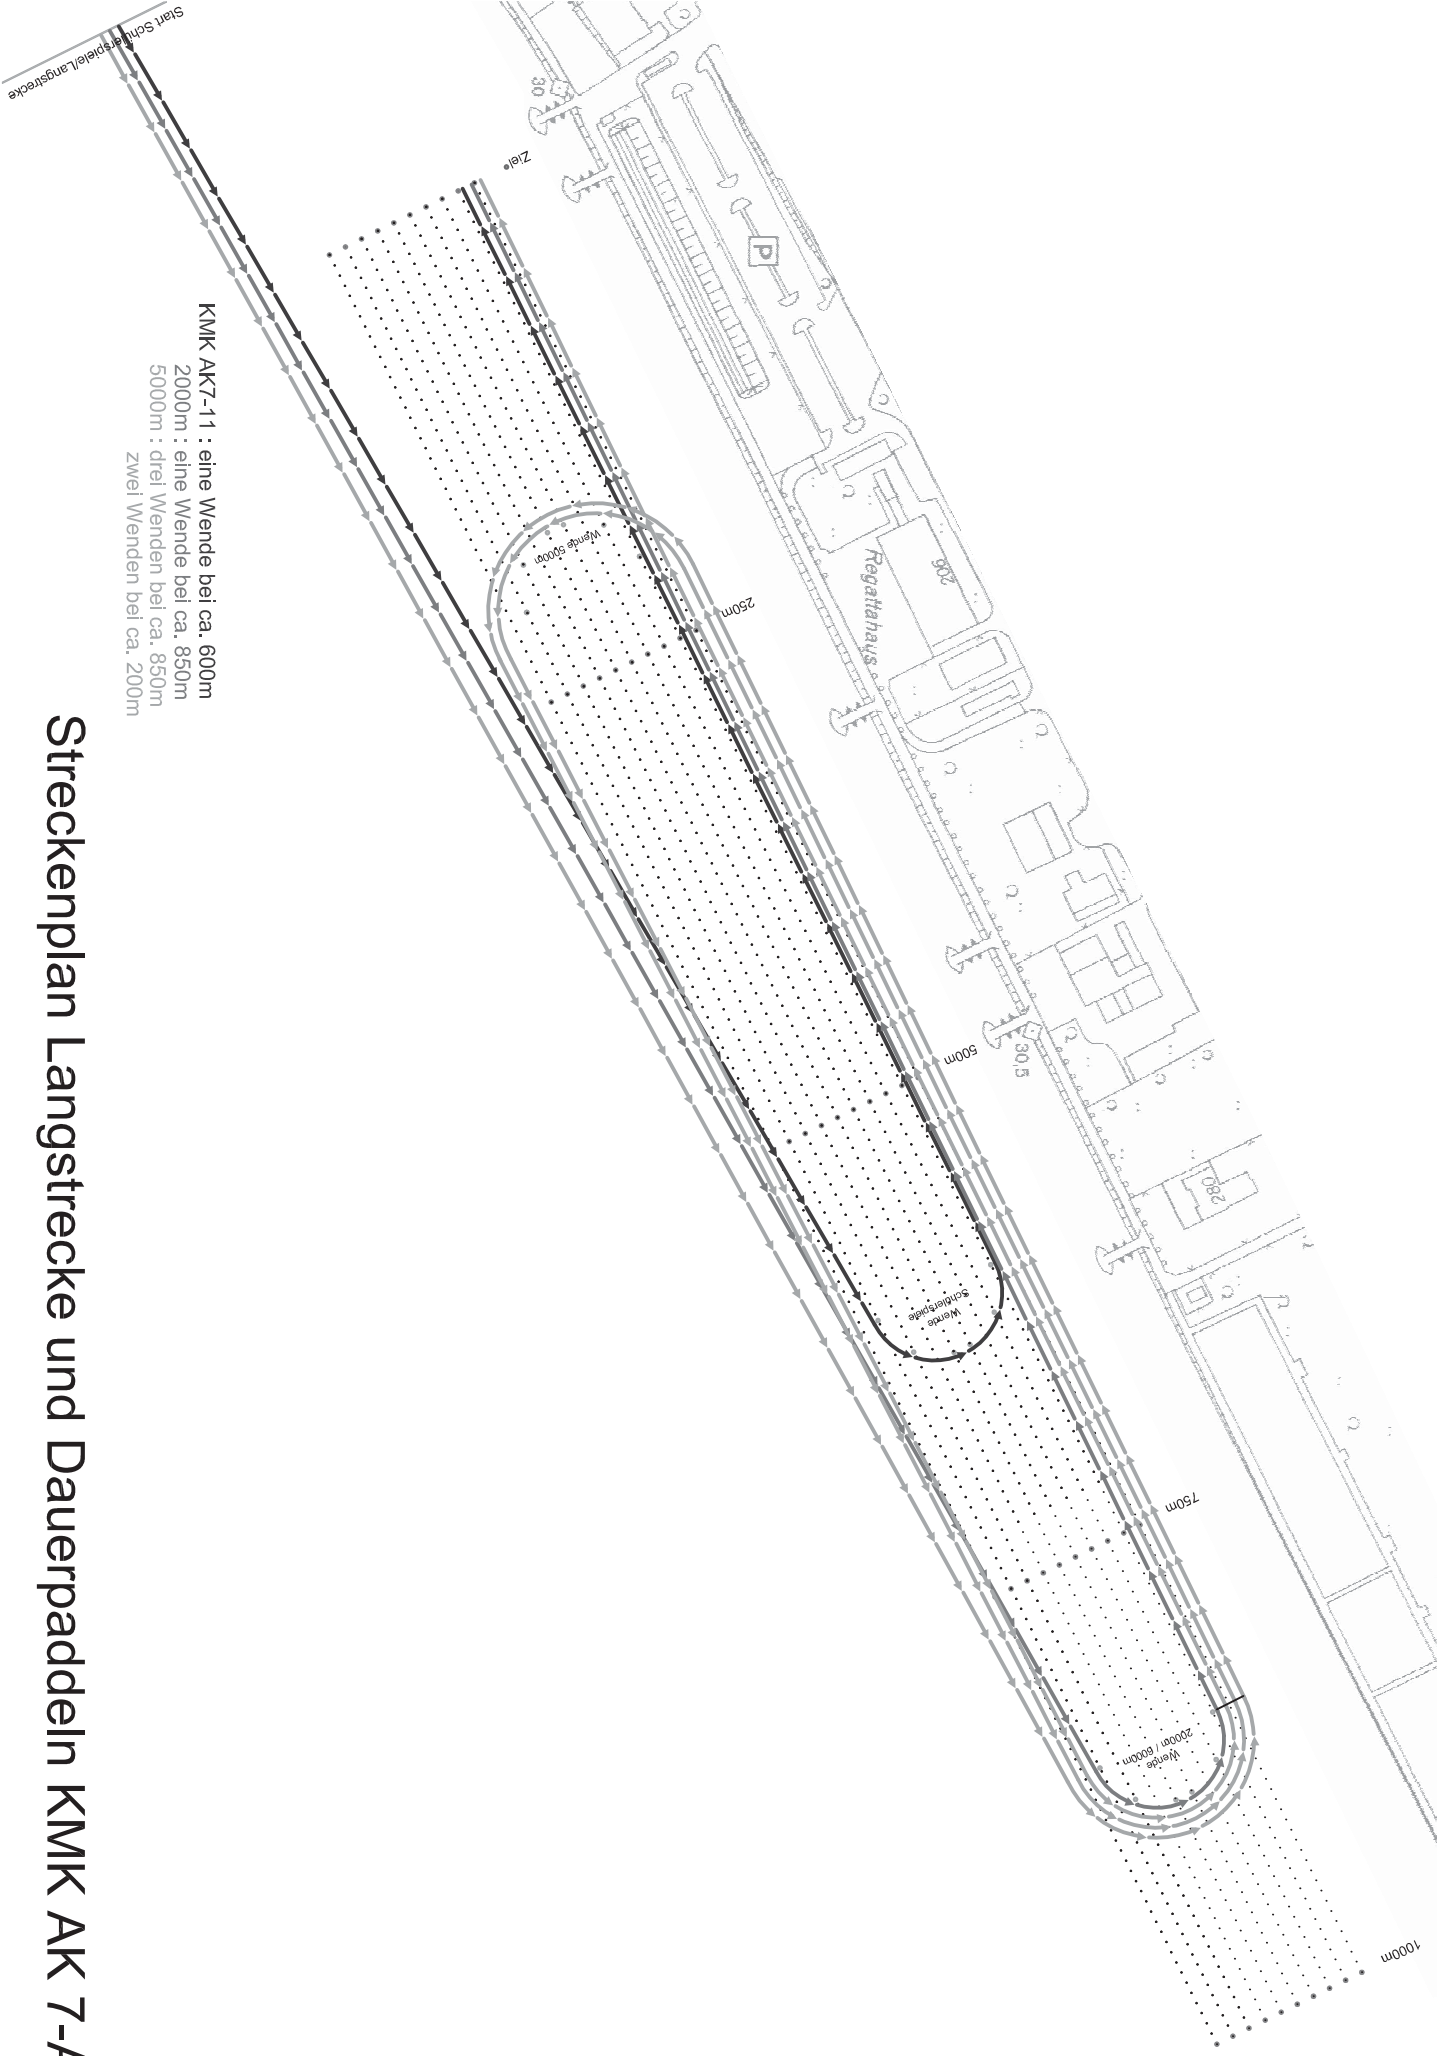 Streckenplan Langstrecke und Dauerpaddeln KMK AK 7-A
KMK AK7-11 : eine Wende bei ca. 600m
2000m : eine Wende bei ca. 850m
5000m : drei Wenden bei ca. 850m
zwei Wenden bei ca. 200m
Start Schülerspiele/Langstrecke
Ziel
30
P
Wende 5000m
250m
Regattahaus
206
500m
30,5
280
Wende
Schülerspiele
750m
Wende
2000m / 6000m
1000m